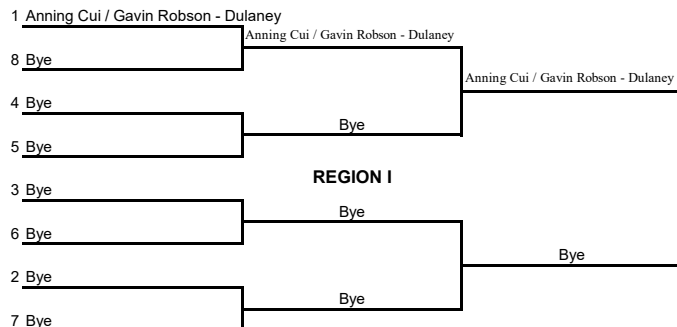 1 Anning Cui / Gavin Robson - Dulaney
Anning Cui / Gavin Robson - Dulaney
8 Bye
Anning Cui / Gavin Robson - Dulaney
4 Bye
Bye
5 Bye
REGION I
3 Bye
Bye
6 Bye
Bye
2 Bye
Bye
7 Bye